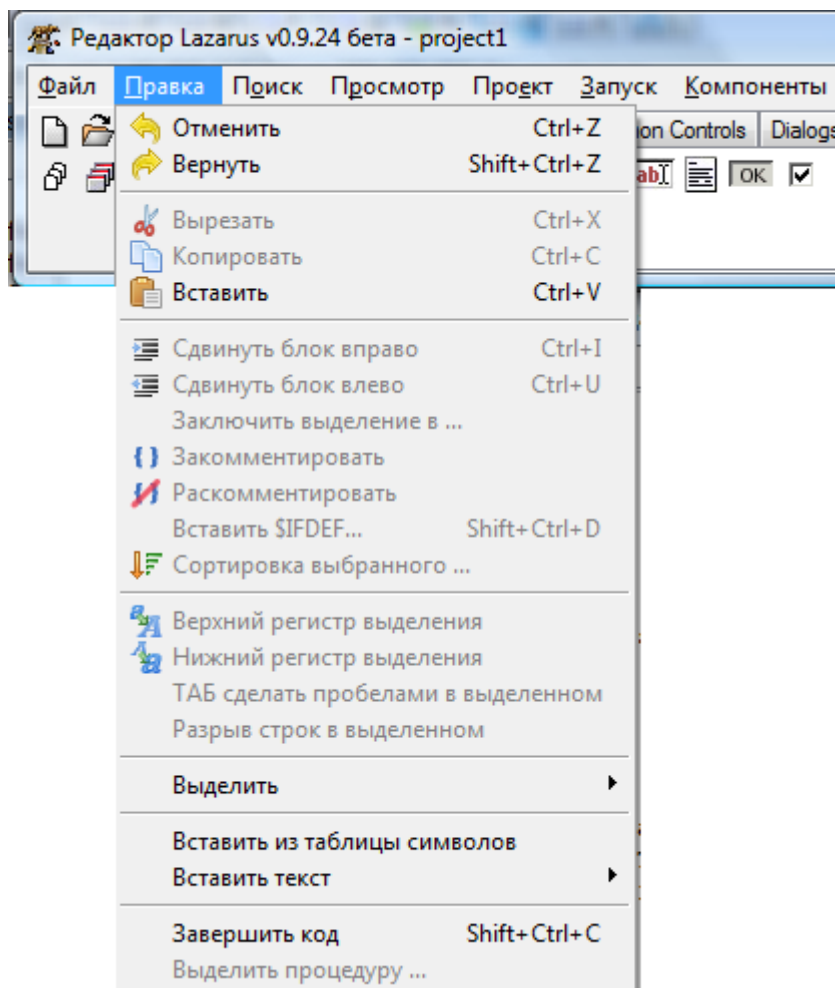 Редактор Lazarus v0.9.24 бета - project1
Файл Правка Поиск Просмотр Проект Запуск Компоненты
Отменить Ctrl+Z
Controls Dialogs
Вернуть Shift+Ctrl+Z
abI OK
Вырезать Ctrl+X
Копировать Ctrl+C
Вставить Ctrl+V
Сдвинуть блок вправо Ctrl+I
Сдвинуть блок влево Ctrl+U
Заключить выделение в ...
{ } Закомментировать
Раскомментировать
Вставить $IFDEF... Shift+Ctrl+D
Сортировка выбранного ...
Верхний регистр выделения
Нижний регистр выделения
ТАБ сделать пробелами в выделенном
Разрыв строк в выделенном
Выделить
Вставить из таблицы символов
Вставить текст
Завершить код Shift+Ctrl+C
Выделить процедуру ...